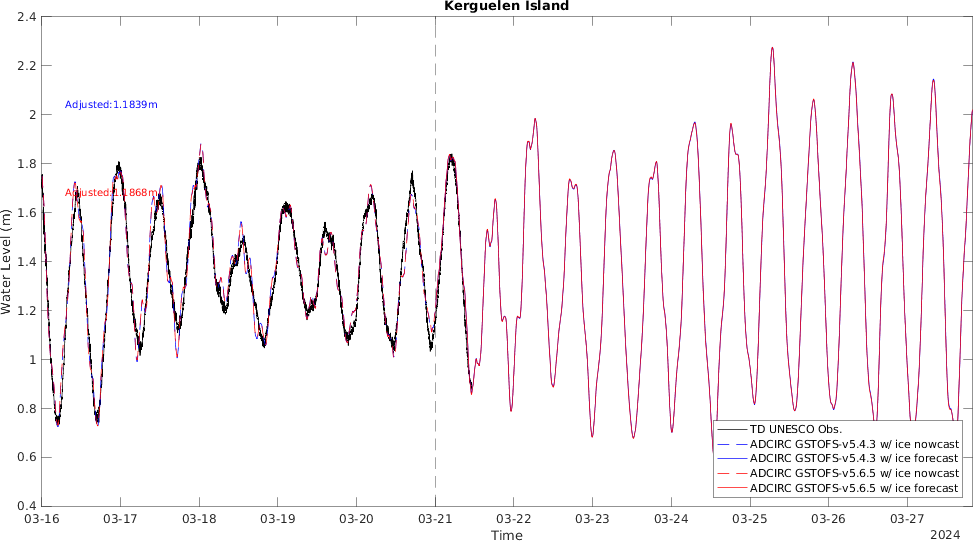 Kerguelen Island
2.4
2.2
2
1.8
1.6
1.4
1.2
1
0.8
0.6
0.4
Water Level (m)
Adjusted:1.1839m
Adjusted:1.1868m
TD UNESCO Obs.
ADCIRC GSTOFS-v5.4.3 w/ ice nowcast
ADCIRC GSTOFS-v5.4.3 w/ ice forecast
ADCIRC GSTOFS-v5.6.5 w/ ice nowcast
ADCIRC GSTOFS-v5.6.5 w/ ice forecast
03-16 03-17 03-18 03-19 03-20 03-21 03-22 03-23 03-24 03-25 03-26 03-27
Time
2024